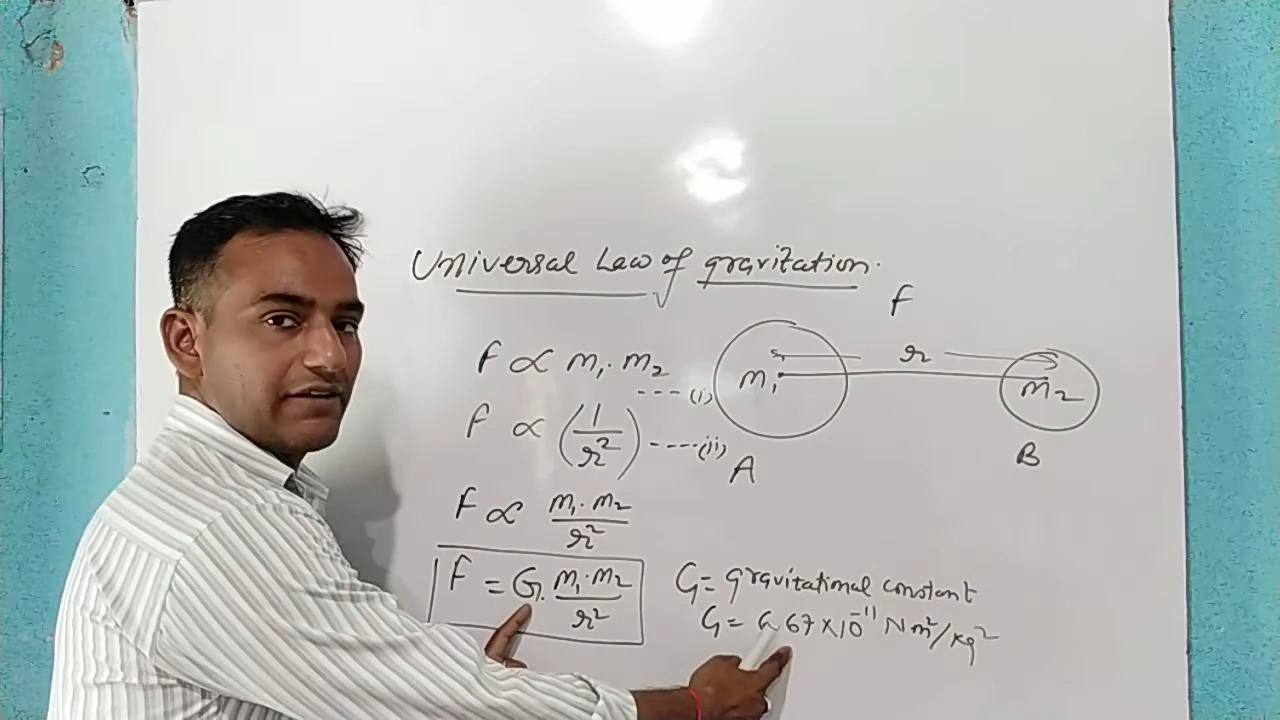 Universal Law of gravitation.
F
F ∝ m₁. m₂ ----(i)
m₁ r m₂
F ∝ (1/r²) ----(ii)
A B
F ∝ m₁. m₂/r²
F = G. m₁. m₂/r²
G = gravitational constant
G = 6.67×10⁻¹¹ Nm²/kg²